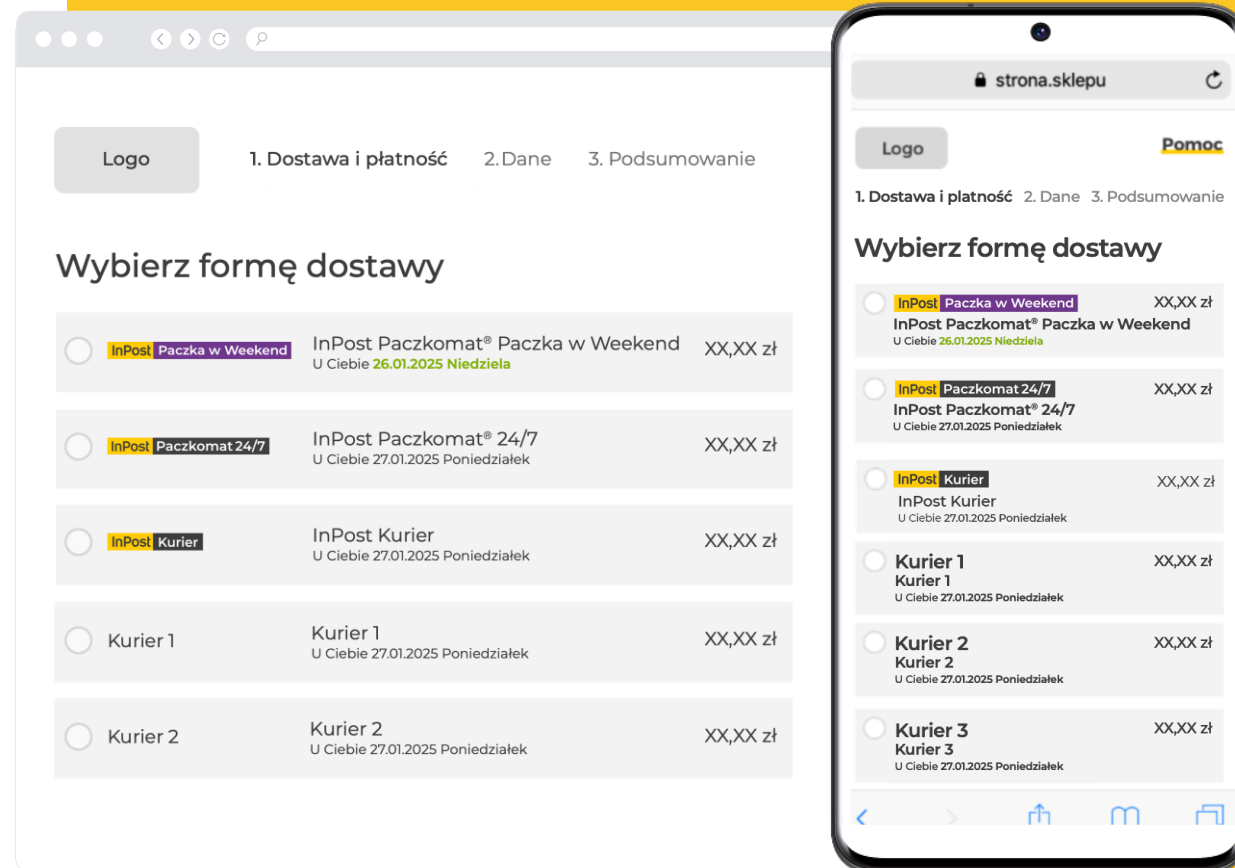 Logo
1. Dostawa i płatność 2.Dane 3. Podsumowanie
Wybierz formę dostawy
InPost Paczka w Weekend InPost Paczkomat® Paczka w Weekend XX,XX zł
U Ciebie 26.01.2025 Niedziela
InPost Paczkomat 24/7 InPost Paczkomat® 24/7 XX,XX zł
U Ciebie 27.01.2025 Poniedziałek
InPost Kurier InPost Kurier XX,XX zł
U Ciebie 27.01.2025 Poniedziałek
Kurier 1 Kurier 1 XX,XX zł
U Ciebie 27.01.2025 Poniedziałek
Kurier 2 Kurier 2 XX,XX zł
U Ciebie 27.01.2025 Poniedziałek
strona.sklepu
Logo Pomoc
1. Dostawa i platność 2. Dane 3. Podsumowanie
Wybierz formę dostawy
InPost Paczka w Weekend XX,XX zł
InPost Paczkomat® Paczka w Weekend
U Ciebie 26.01.2025 Niedziela
InPost Paczkomat 24/7 XX,XX zł
InPost Paczkomat® 24/7
U Ciebie 27.01.2025 Poniedziałek
InPost Kurier XX,XX zł
InPost Kurier
U Ciebie 27.01.2025 Poniedziałek
Kurier 1 XX,XX zł
Kurier 1
U Ciebie 27.01.2025 Poniedziałek
Kurier 2 XX,XX zł
Kurier 2
U Ciebie 27.01.2025 Poniedziałek
Kurier 3 XX,XX zł
Kurier 3
U Ciebie 27.01.2025 Poniedziałek